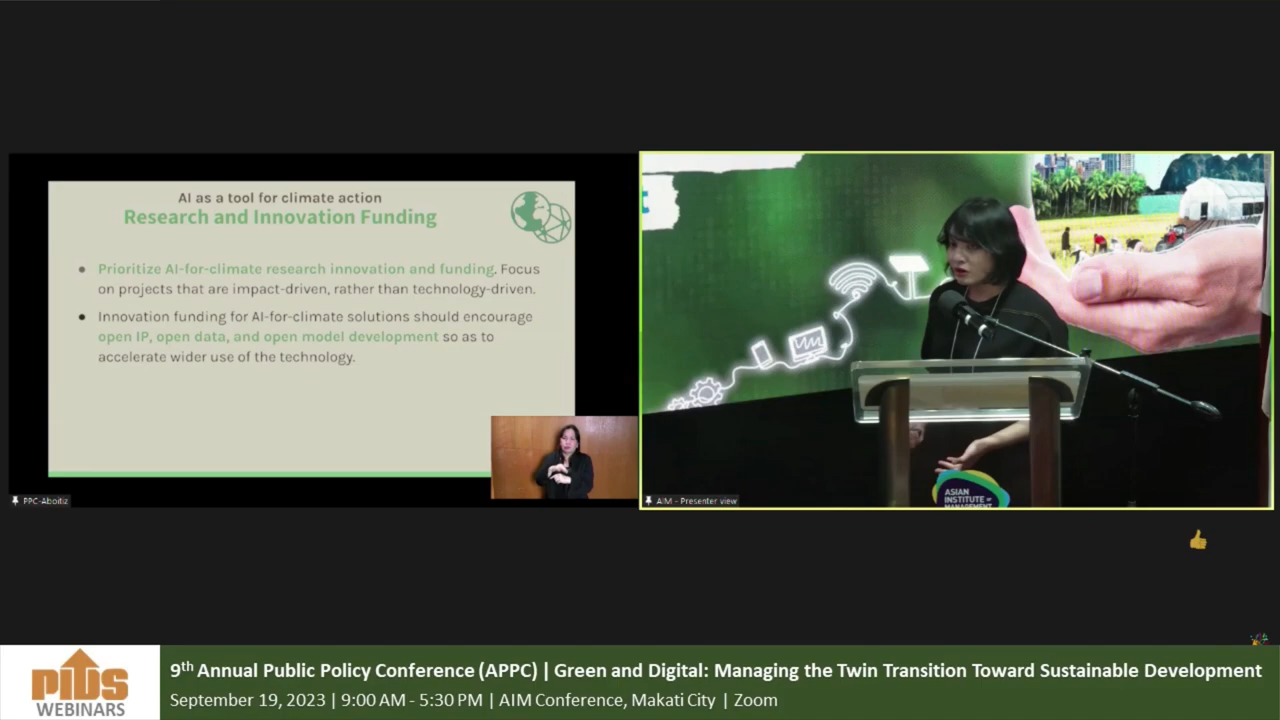 AI as a tool for climate action
Research and Innovation Funding
Prioritize AI-for-climate research innovation and funding. Focus
on projects that are impact-driven, rather than technology-driven.
Innovation funding for AI-for-climate solutions should encourage
open IP, open data, and open model development so as to
accelerate wider use of the technology.
PPC-Aboitiz
ASIAN
INSTITUTE OF
MANAGEMENT
AIM - Presenter view
PIDS
WEBINARS
9th Annual Public Policy Conference (APPC) | Green and Digital: Managing the Twin Transition Toward Sustainable Development
September 19, 2023 | 9:00 AM - 5:30 PM | AIM Conference, Makati City | Zoom